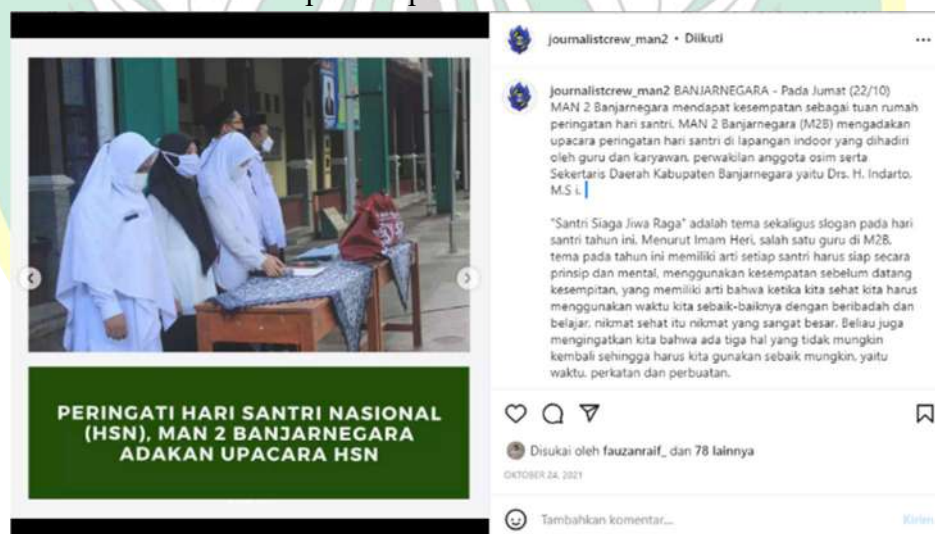 journalistcrew_man2 • Diikuti
journalistcrew_man2 BANJARNEGARA - Pada Jumat (22/10)
MAN 2 Banjarnegara mendapat kesempatan sebagai tuan rumah
peringatan hari santri. MAN 2 Banjarnegara (M2B) mengadakan
upacara peringatan hari santri di lapangan indoor yang dihadiri
oleh guru dan karyawan, perwakilan anggota osim serta
Sekertaris Daerah Kabupaten Banjarnegara yaitu Drs. H. Indarto,
M.S i.
"Santri Siaga Jiwa Raga" adalah tema sekaligus slogan pada hari
santri tahun ini. Menurut Imam Heri, salah satu guru di M2B,
tema pada tahun ini memiliki arti setiap santri harus siap secara
prinsip dan mental, menggunakan kesempatan sebelum datang
kesempitan, yang memiliki arti bahwa ketika kita sehat kita harus
menggunakan waktu kita sebaik-baiknya dengan beribadah dan
belajar, nikmat sehat itu nikmat yang sangat besar. Beliau juga
mengingatkan kita bahwa ada tiga hal yang tidak mungkin
kembali sehingga harus kita gunakan sebaik mungkin, yaitu
waktu, perkatan dan perbuatan.
PERINGATI HARI SANTRI NASIONAL
(HSN), MAN 2 BANJARNEGARA
ADAKAN UPACARA HSN
Disukai oleh fauzanraif_ dan 78 lainnya
OKTOBER 24, 2021
Tambahkan komentar...
Kirim